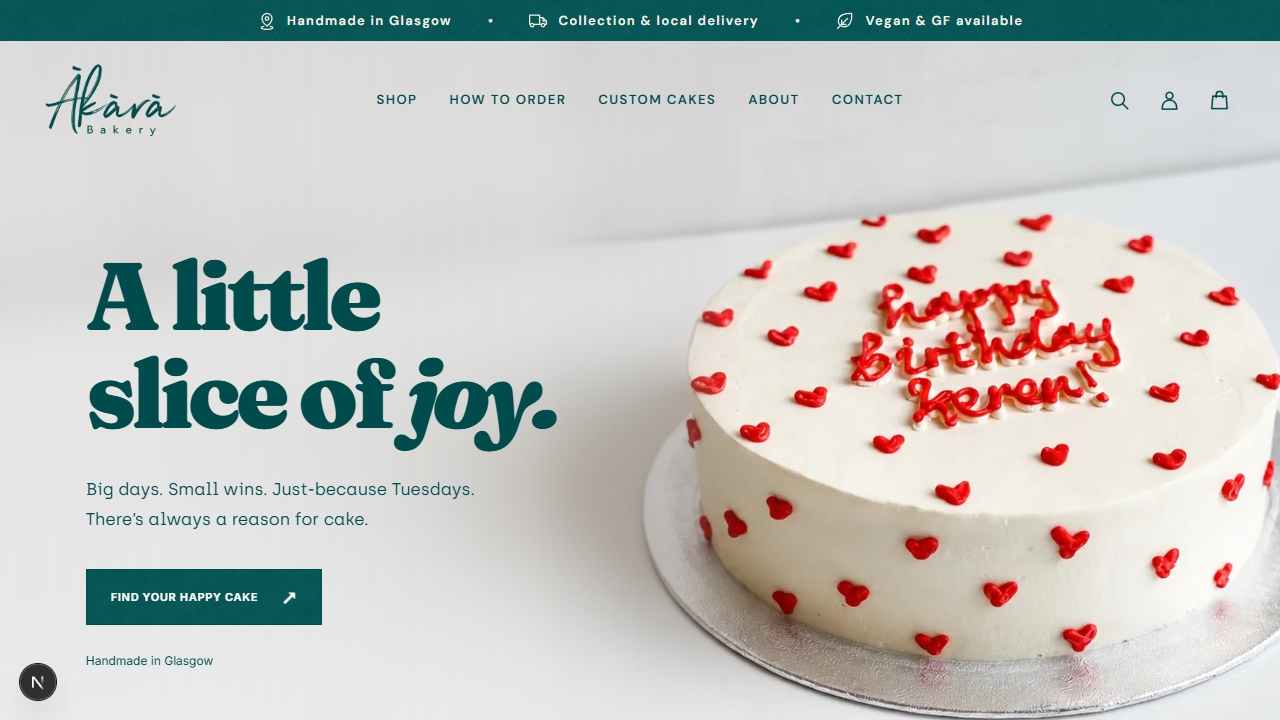 Handmade in Glasgow • Collection & local delivery • Vegan & GF available
Àkàrà
Bakery
SHOP HOW TO ORDER CUSTOM CAKES ABOUT CONTACT
A little
slice of joy.
Big days. Small wins. Just-because Tuesdays.
There's always a reason for cake.
FIND YOUR HAPPY CAKE ↗
Handmade in Glasgow
N
happy
birthday
keren!